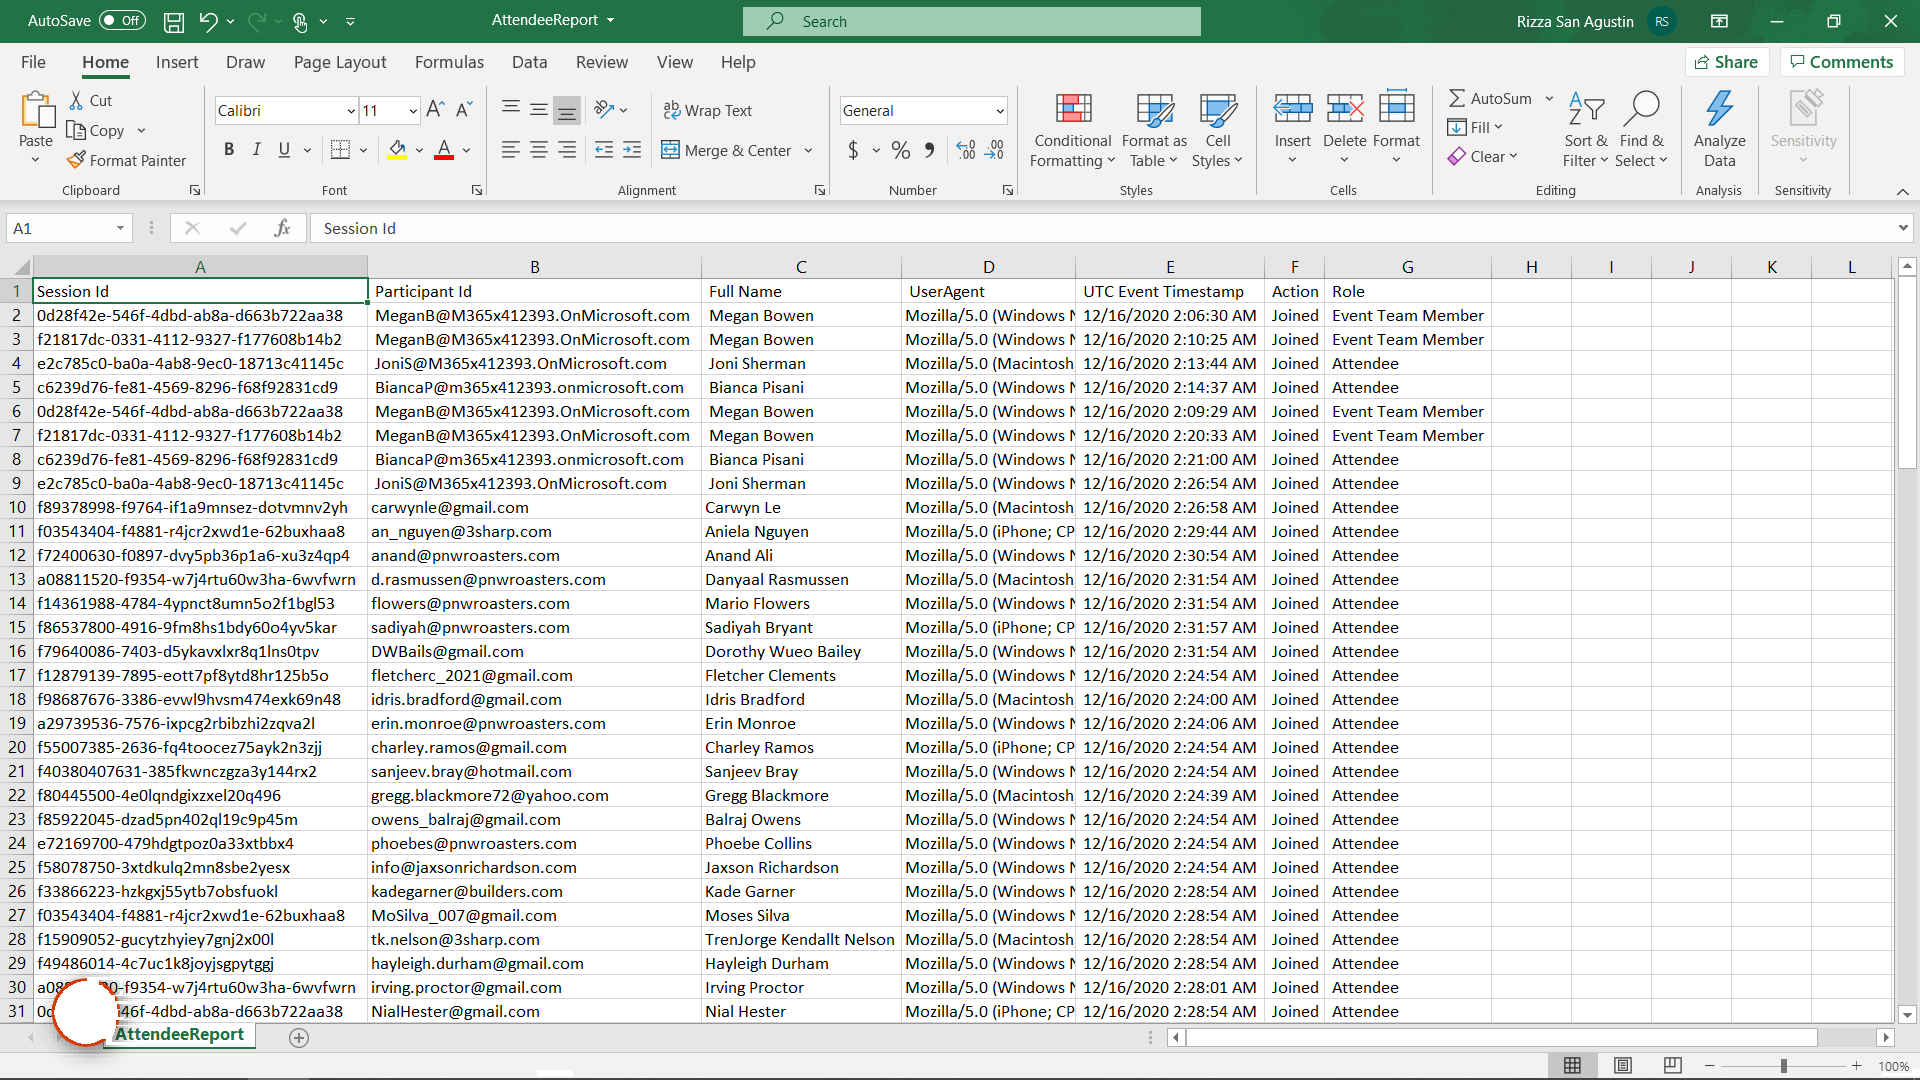 AutoSave Off AttendeeReport Search Rizza San Agustin RS
File Home Insert Draw Page Layout Formulas Data Review View Help Share Comments
Paste Cut Copy Format Painter Clipboard
Calibri 11 B I U A Font
ab Wrap Text Merge & Center Alignment
General $ % Number
Conditional Formatting Format as Table Cell Styles Styles
Insert Delete Format Cells
AutoSum Fill Clear Sort & Filter Find & Select Editing
Analyze Data Analysis
Sensitivity Sensitivity
A1 fx Session Id
A B C D E F G H I J K L
1 Session Id Participant Id Full Name UserAgent UTC Event Timestamp Action Role
2 0d28f42e-546f-4dbd-ab8a-d663b722aa38 MeganB@M365x412393.OnMicrosoft.com Megan Bowen Mozilla/5.0 (Windows 12/16/2020 2:06:30 AM Joined Event Team Member
3 f21817dc-0331-4112-9327-f177608b14b2 MeganB@M365x412393.OnMicrosoft.com Megan Bowen Mozilla/5.0 (Windows 12/16/2020 2:10:25 AM Joined Event Team Member
4 e2c785c0-ba0a-4ab8-9ec0-18713c41145c JoniS@M365x412393.OnMicrosoft.com Joni Sherman Mozilla/5.0 (Macintosh 12/16/2020 2:13:44 AM Joined Attendee
5 c6239d76-fe81-4569-8296-f68f92831cd9 BiancaP@m365x412393.onmicrosoft.com Bianca Pisani Mozilla/5.0 (Windows 12/16/2020 2:14:37 AM Joined Attendee
6 0d28f42e-546f-4dbd-ab8a-d663b722aa38 MeganB@M365x412393.OnMicrosoft.com Megan Bowen Mozilla/5.0 (Windows 12/16/2020 2:09:29 AM Joined Event Team Member
7 f21817dc-0331-4112-9327-f177608b14b2 MeganB@M365x412393.OnMicrosoft.com Megan Bowen Mozilla/5.0 (Windows 12/16/2020 2:20:33 AM Joined Event Team Member
8 c6239d76-fe81-4569-8296-f68f92831cd9 BiancaP@m365x412393.onmicrosoft.com Bianca Pisani Mozilla/5.0 (Windows 12/16/2020 2:21:00 AM Joined Attendee
9 e2c785c0-ba0a-4ab8-9ec0-18713c41145c JoniS@M365x412393.OnMicrosoft.com Joni Sherman Mozilla/5.0 (Windows 12/16/2020 2:26:54 AM Joined Attendee
10 f89378998-f9764-if1a9mnsez-dotvmnv2yh carwynle@gmail.com Carwyn Le Mozilla/5.0 (Macintosh 12/16/2020 2:26:58 AM Joined Attendee
11 f03543404-f4881-r4jcr2xwd1e-62buxhaa8 an_nguyen@3sharp.com Aniela Nguyen Mozilla/5.0 (iPhone; CP 12/16/2020 2:29:44 AM Joined Attendee
12 f72400630-f0897-dvy5pb36p1a6-xu3z4qp4 anand@pnwroasters.com Anand Ali Mozilla/5.0 (Windows 12/16/2020 2:30:54 AM Joined Attendee
13 a08811520-f9354-w7j4rtu60w3ha-6wvfwrn d.rasmussen@pnwroasters.com Danyaal Rasmussen Mozilla/5.0 (Macintosh 12/16/2020 2:31:54 AM Joined Attendee
14 f14361988-4784-4ypnct8umn5o2f1bgl53 flowers@pnwroasters.com Mario Flowers Mozilla/5.0 (Windows 12/16/2020 2:31:54 AM Joined Attendee
15 f86537800-4916-9fm8hs1bdy60o4yv5kar sadiyah@pnwroasters.com Sadiyah Bryant Mozilla/5.0 (iPhone; CP 12/16/2020 2:31:57 AM Joined Attendee
16 f79640086-7403-d5ykavxlxr8q1lns0tpv DWBails@gmail.com Dorothy Wueo Bailey Mozilla/5.0 (Windows 12/16/2020 2:31:54 AM Joined Attendee
17 f12879139-7895-eott7pf8ytd8hr125b5o fletcherc_2021@gmail.com Fletcher Clements Mozilla/5.0 (Windows 12/16/2020 2:24:54 AM Joined Attendee
18 f98687676-3386-evwl9hvsm474exk69n48 idris.bradford@gmail.com Idris Bradford Mozilla/5.0 (Macintosh 12/16/2020 2:24:00 AM Joined Attendee
19 a29739536-7576-ixpcg2rbibzhi2zqva2l erin.monroe@pnwroasters.com Erin Monroe Mozilla/5.0 (Windows 12/16/2020 2:24:06 AM Joined Attendee
20 f55007385-2636-fq4toocez75ayk2n3zjj charley.ramos@gmail.com Charley Ramos Mozilla/5.0 (iPhone; CP 12/16/2020 2:24:54 AM Joined Attendee
21 f40380407631-385fkwnczgza3y144rx2 sanjeev.bray@hotmail.com Sanjeev Bray Mozilla/5.0 (Windows 12/16/2020 2:24:54 AM Joined Attendee
22 f80445500-4e0lqndgixzxel20q496 gregg.blackmore72@yahoo.com Gregg Blackmore Mozilla/5.0 (Macintosh 12/16/2020 2:24:39 AM Joined Attendee
23 f85922045-dzad5pn402ql19c9p45m owens_balraj@gmail.com Balraj Owens Mozilla/5.0 (Windows 12/16/2020 2:24:54 AM Joined Attendee
24 e72169700-479hdgtpoz0a33xtbbx4 phoebes@pnwroasters.com Phoebe Collins Mozilla/5.0 (Windows 12/16/2020 2:24:54 AM Joined Attendee
25 f58078750-3xtdkulq2mn8sbe2yesx info@jaxsonrichardson.com Jaxson Richardson Mozilla/5.0 (Windows 12/16/2020 2:24:54 AM Joined Attendee
26 f33866223-hzkgxj55ytb7obsfuokl kadegarner@builders.com Kade Garner Mozilla/5.0 (Windows 12/16/2020 2:28:54 AM Joined Attendee
27 f03543404-f4881-r4jcr2xwd1e-62buxhaa8 MoSilva_007@gmail.com Moses Silva Mozilla/5.0 (Windows 12/16/2020 2:28:54 AM Joined Attendee
28 f15909052-gucytzhyiey7gnj2x00l tk.nelson@3sharp.com TrenJorge Kendallt Nelson Mozilla/5.0 (Macintosh 12/16/2020 2:28:54 AM Joined Attendee
29 f49486014-4c7uc1k8joyjsgpytggj hayleigh.durham@gmail.com Hayleigh Durham Mozilla/5.0 (Windows 12/16/2020 2:28:54 AM Joined Attendee
30 0-f9354-w7j4rtu60w3ha-6wvfwrn irving.proctor@gmail.com Irving Proctor Mozilla/5.0 (Windows 12/16/2020 2:28:01 AM Joined Attendee
31 46f-4dbd-ab8a-d663b722aa38 NialHester@gmail.com Nial Hester Mozilla/5.0 (iPhone; CP 12/16/2020 2:28:54 AM Joined Attendee
AttendeeReport
100%